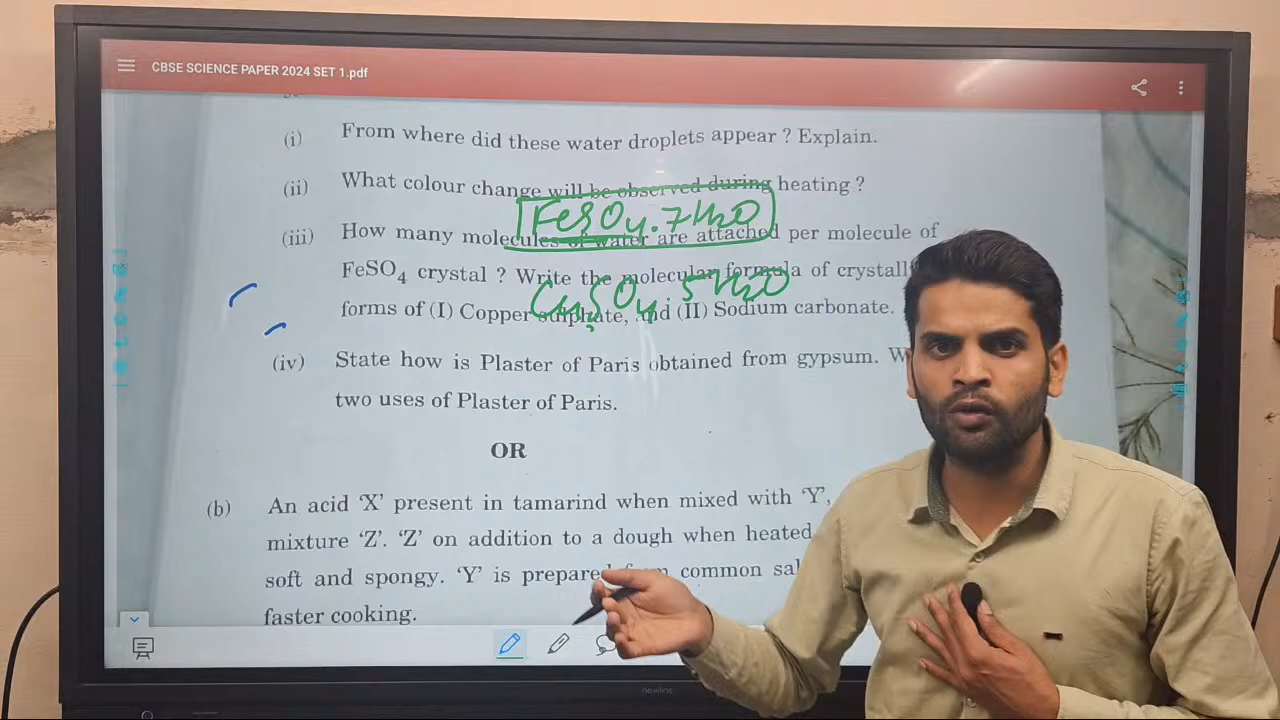 CBSE SCIENCE PAPER 2024 SET 1.pdf
(i) From where did these water droplets appear ? Explain.
(ii) What colour change will be observed during heating ?
FeSO4.7H2O
(iii) How many molecules of water are attached per molecule of
FeSO4 crystal ? Write the molecular formula of
CuSO4 5H2O
forms of (I) Copper sulphate, and (II) Sodium carbonate.
(iv) State how is Plaster of Paris obtained from gypsum.
two uses of Plaster of Paris.
OR
(b) An acid ‘X’ present in tamarind when mixed with ‘Y’,
mixture ‘Z’. ‘Z’ on addition to a dough when heated
soft and spongy. ‘Y’ is prepared from common
faster cooking.
newline